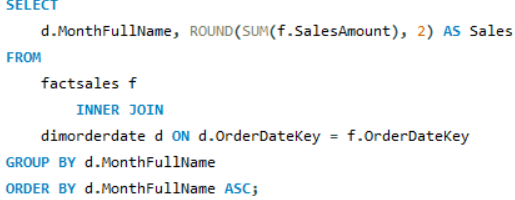 SELECT
d.MonthFullName, ROUND(SUM(f.SalesAmount), 2) AS Sales
FROM
factsales f
INNER JOIN
dimorderdate d ON d.OrderDateKey = f.OrderDateKey
GROUP BY d.MonthFullName
ORDER BY d.MonthFullName ASC;